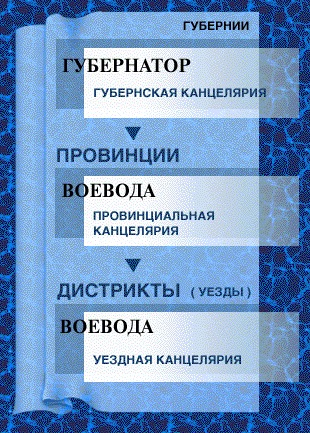 ГУБЕРНИИ
ГУБЕРНАТОР
ГУБЕРНСКАЯ КАНЦЕЛЯРИЯ
ПРОВИНЦИИ
ВОЕВОДА
ПРОВИНЦИАЛЬНАЯ
КАНЦЕЛЯРИЯ
ДИСТРИКТЫ ( УЕЗДЫ )
ВОЕВОДА
УЕЗДНАЯ КАНЦЕЛЯРИЯ